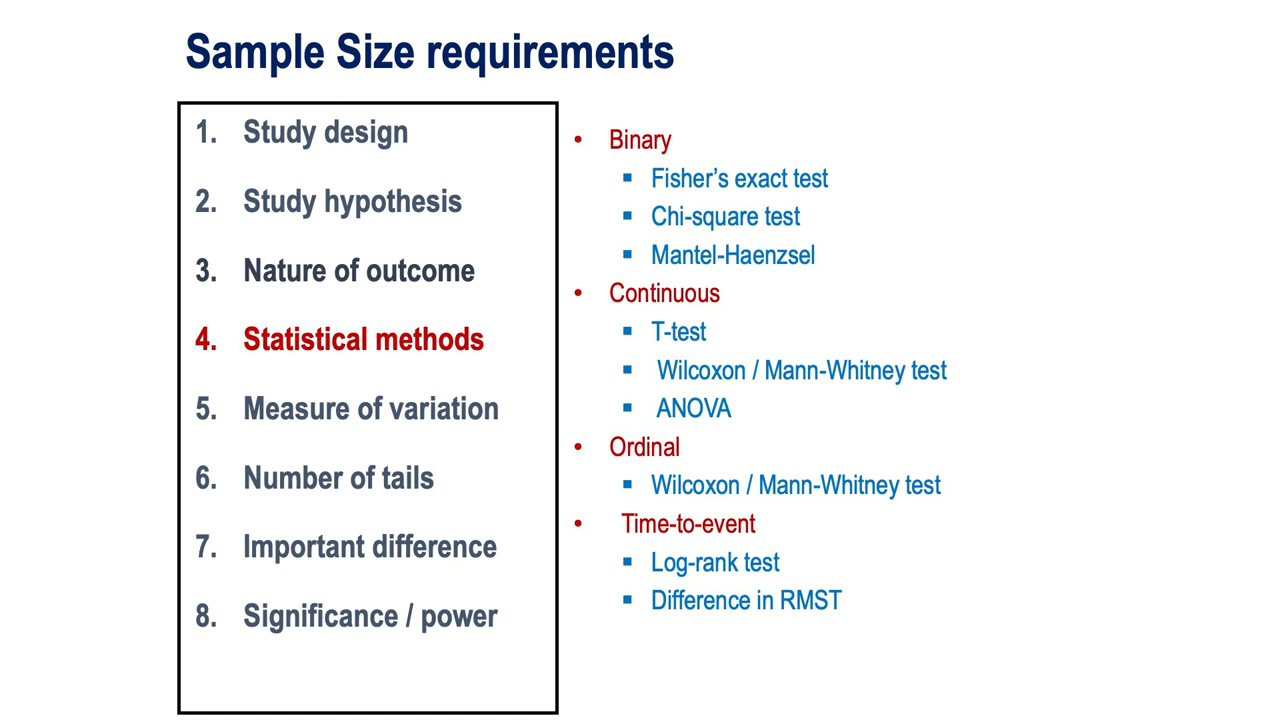 Sample Size requirements
1. Study design
2. Study hypothesis
3. Nature of outcome
4. Statistical methods
5. Measure of variation
6. Number of tails
7. Important difference
8. Significance / power
• Binary
▪ Fisher’s exact test
▪ Chi-square test
▪ Mantel-Haenzsel
• Continuous
▪ T-test
▪ Wilcoxon / Mann-Whitney test
▪ ANOVA
• Ordinal
▪ Wilcoxon / Mann-Whitney test
• Time-to-event
▪ Log-rank test
▪ Difference in RMST